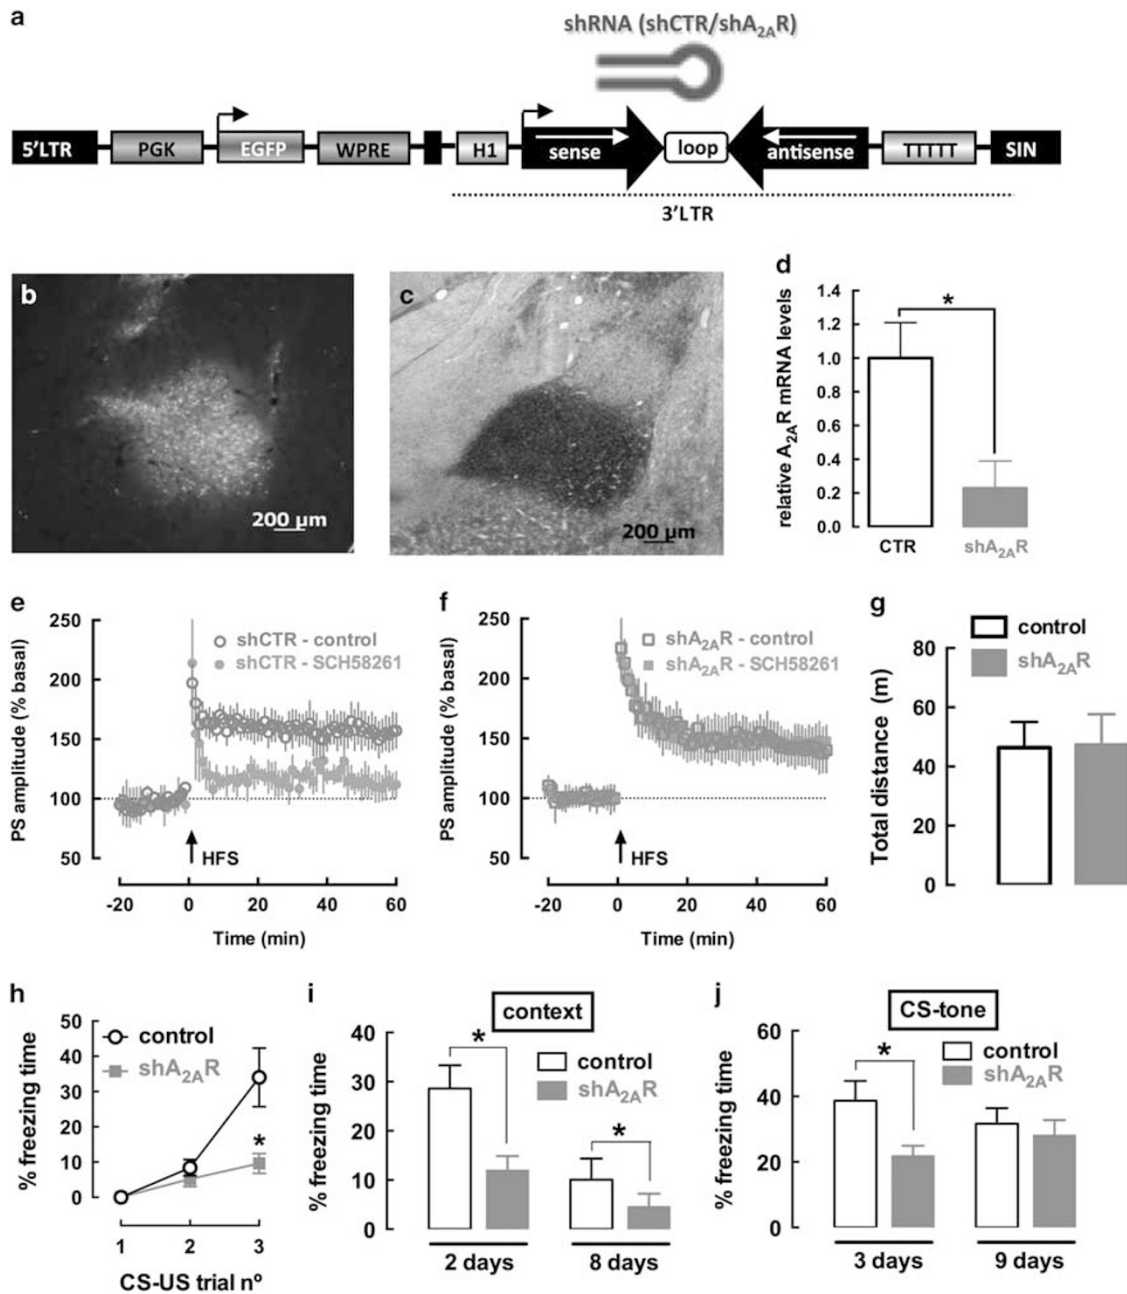 a
shRNA (shCTR/shA2AR)
5'LTR PGK EGFP WPRE H1 sense loop antisense TTTTT SIN
3'LTR
b
200 µm
c
200 µm
d
relative A2AR mRNA levels
1.4
1.2
1.0
0.8
0.6
0.4
0.2
0.0
*
CTR shA2AR
e
PS amplitude (% basal)
250
200
150
100
50
shCTR - control
shCTR - SCH58261
HFS
-20 0 20 40 60
Time (min)
f
PS amplitude (% basal)
250
200
150
100
50
shA2AR - control
shA2AR - SCH58261
HFS
-20 0 20 40 60
Time (min)
g
control
shA2AR
Total distance (m)
80
60
40
20
0
h
% freezing time
50
40
30
20
10
0
control
shA2AR
*
1 2 3
CS-US trial nº
i
context
% freezing time
40
30
20
10
0
control
shA2AR
*
*
2 days 8 days
j
CS-tone
% freezing time
60
40
20
0
control
shA2AR
*
3 days 9 days